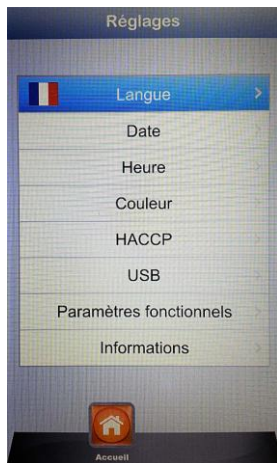 Réglages
Langue
Date
Heure
Couleur
HACCP
USB
Paramètres fonctionnels
Informations
Accueil